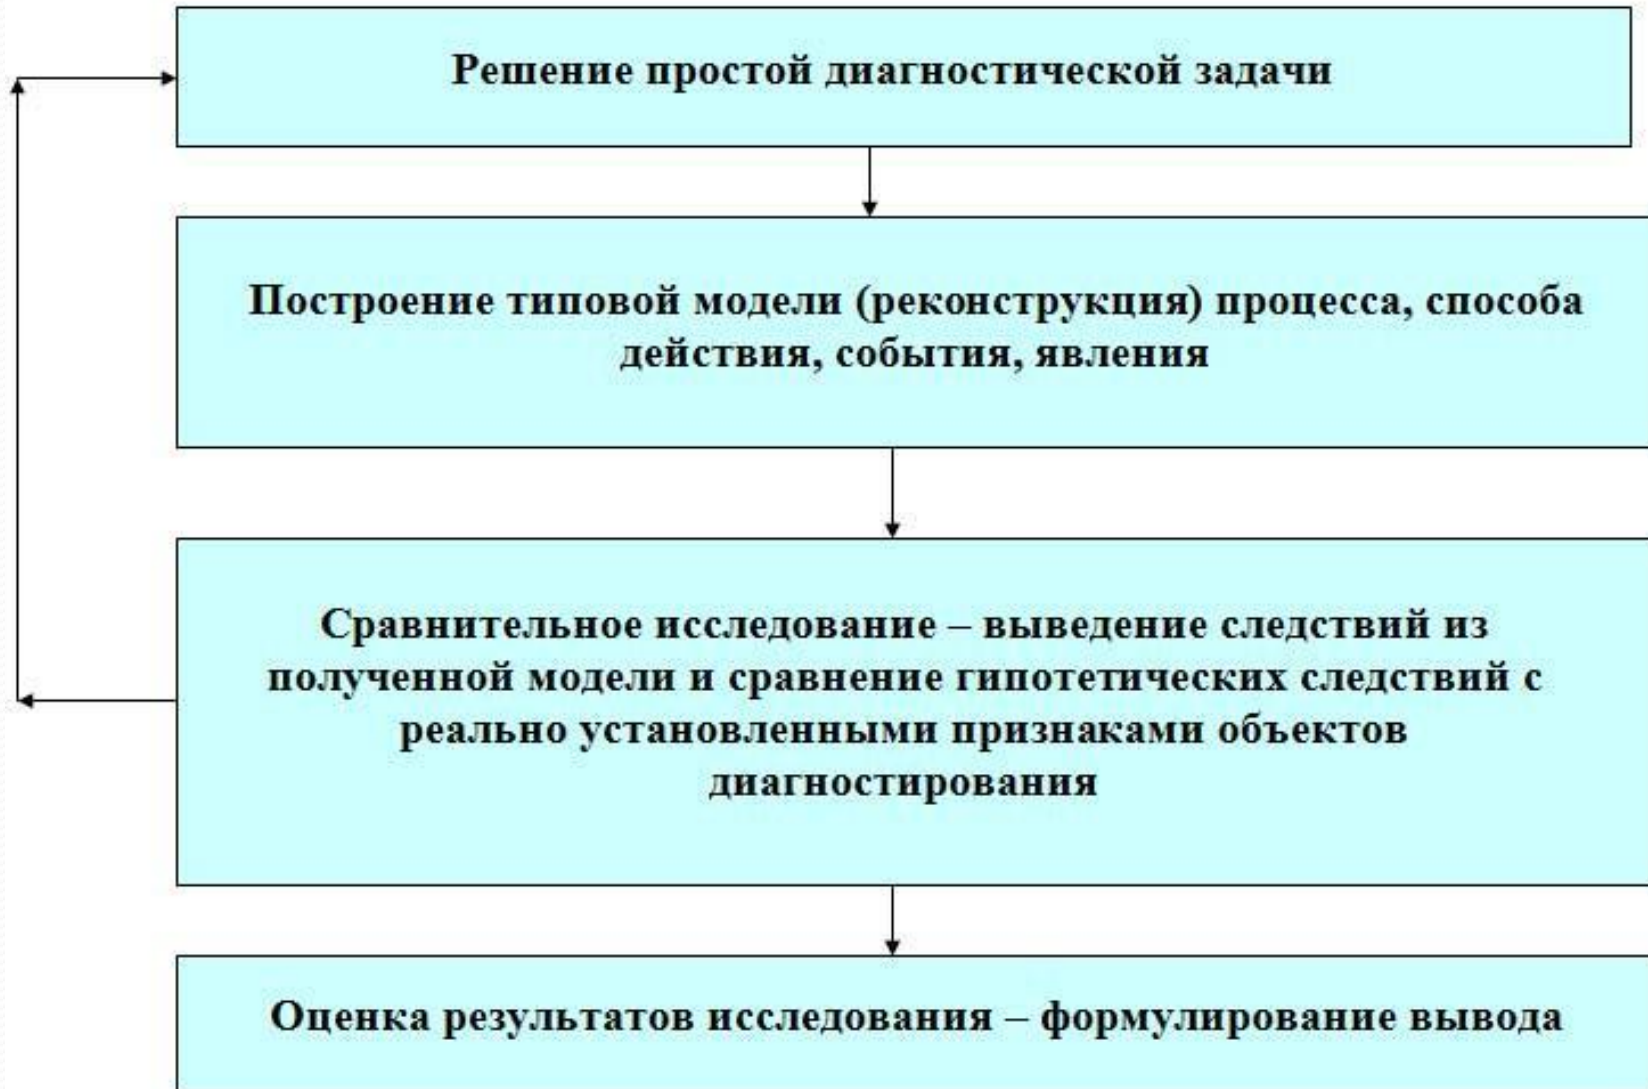 Решение простой диагностической задачи
Построение типовой модели (реконструкция) процесса, способа
действия, события, явления
Сравнительное исследование – выведение следствий из
полученной модели и сравнение гипотетических следствий с
реально установленными признаками объектов
диагностирования
Оценка результатов исследования – формулирование вывода